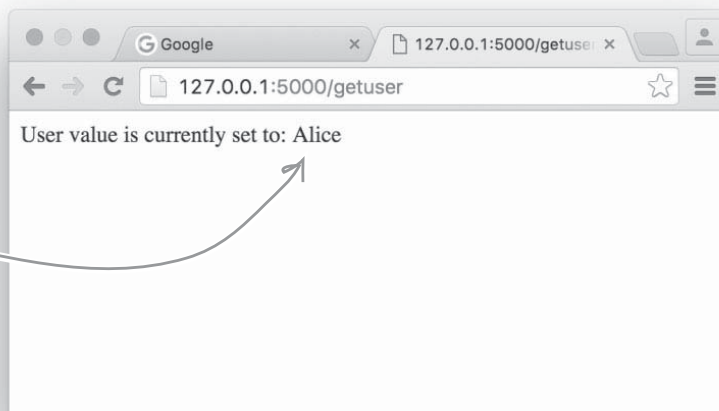 Google
127.0.0.1:5000/getuser
127.0.0.1:5000/getuser
User value is currently set to: Alice